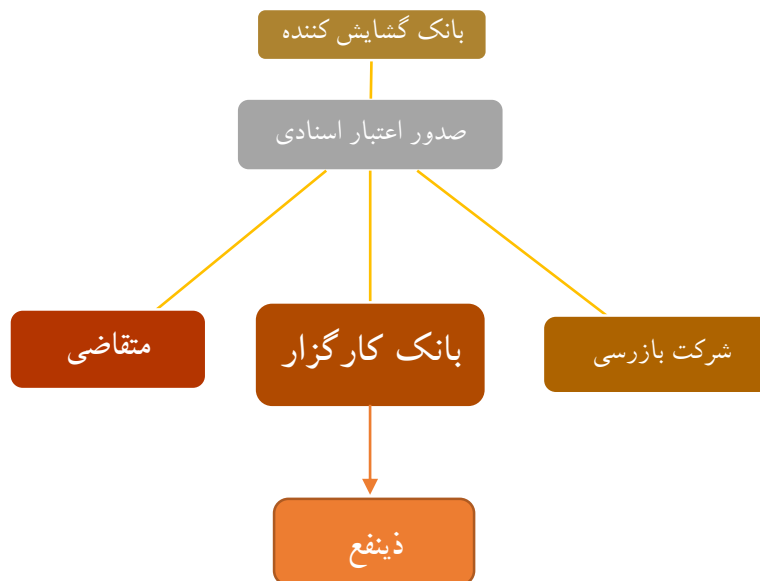 بانک گشایش کننده
صدور اعتبار اسنادی
شرکت بازرسی
بانک کارگزار
متقاضی
ذینفع